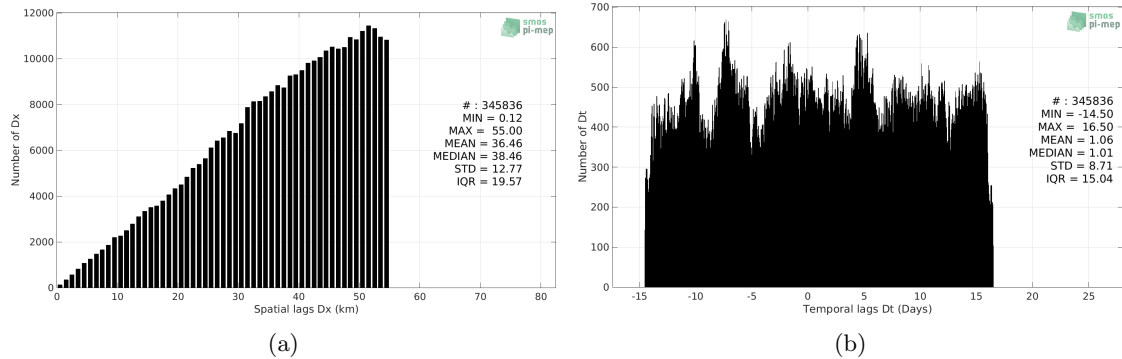 smos
pi-mep
12000
10000
8000
6000
4000
2000
0
Number of Dx
# : 345836
MIN = 0.12
MAX = 55.00
MEAN = 36.46
MEDIAN = 38.46
STD = 12.77
IQR = 19.57
0 10 20 30 40 50 60 70 80
Spatial lags Dx (km)
(a)
smos
pi-mep
700
600
500
400
300
200
100
0
Number of Dt
# : 345836
MIN = -14.50
MAX = 16.50
MEAN = 1.06
MEDIAN = 1.01
STD = 8.71
IQR = 15.04
-15 -10 -5 0 5 10 15 20 25
Temporal lags Dt (Days)
(b)